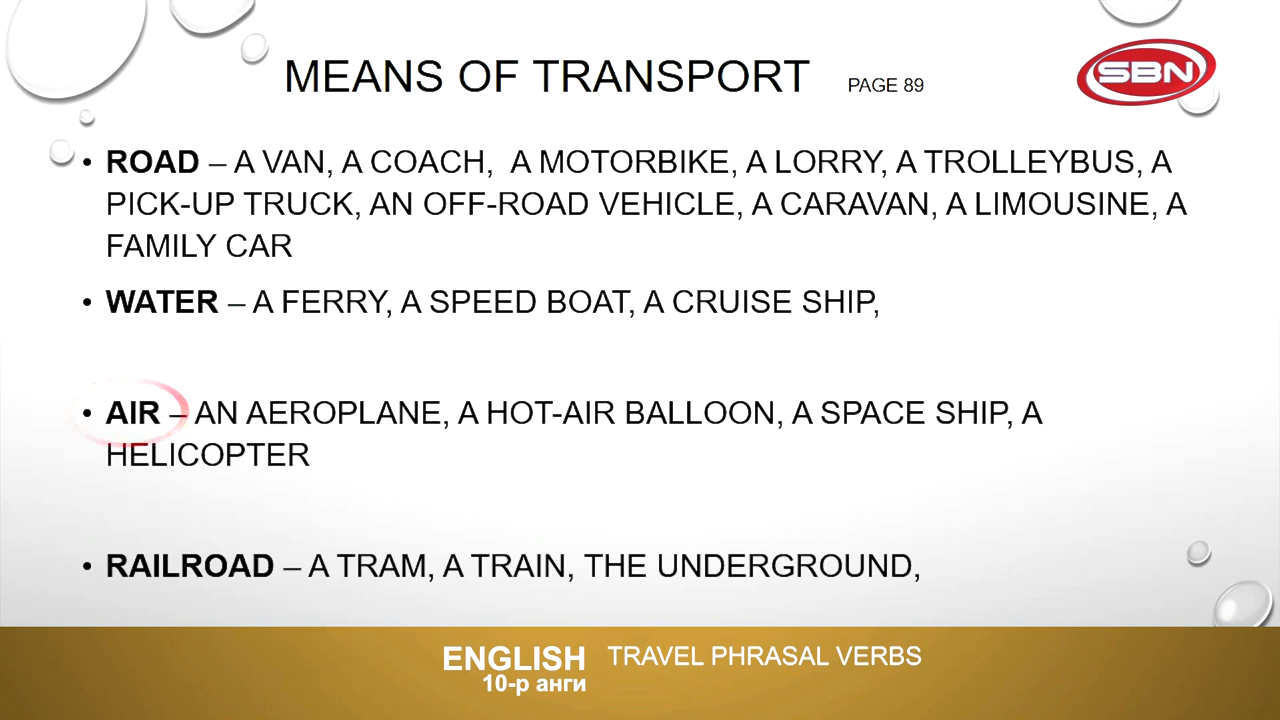 MEANS OF TRANSPORT PAGE 89
SBN
• ROAD – A VAN, A COACH, A MOTORBIKE, A LORRY, A TROLLEYBUS, A
PICK-UP TRUCK, AN OFF-ROAD VEHICLE, A CARAVAN, A LIMOUSINE, A
FAMILY CAR
• WATER – A FERRY, A SPEED BOAT, A CRUISE SHIP,
• AIR – AN AEROPLANE, A HOT-AIR BALLOON, A SPACE SHIP, A
HELICOPTER
• RAILROAD – A TRAM, A TRAIN, THE UNDERGROUND,
ENGLISH TRAVEL PHRASAL VERBS
10-р анги